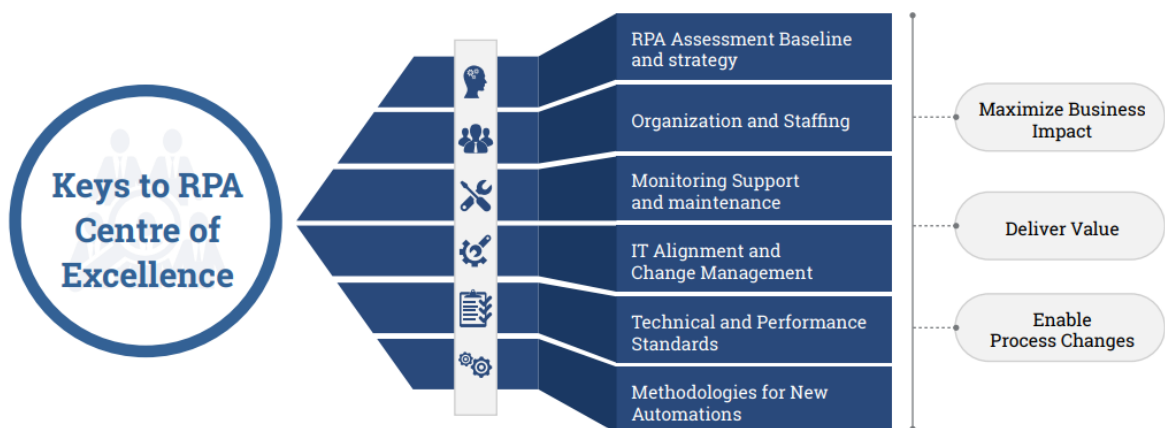 Keys to RPA
Centre of
Excellence
RPA Assessment Baseline
and strategy
Organization and Staffing
Monitoring Support
and maintenance
IT Alignment and
Change Management
Technical and Performance
Standards
Methodologies for New
Automations
Maximize Business
Impact
Deliver Value
Enable
Process Changes